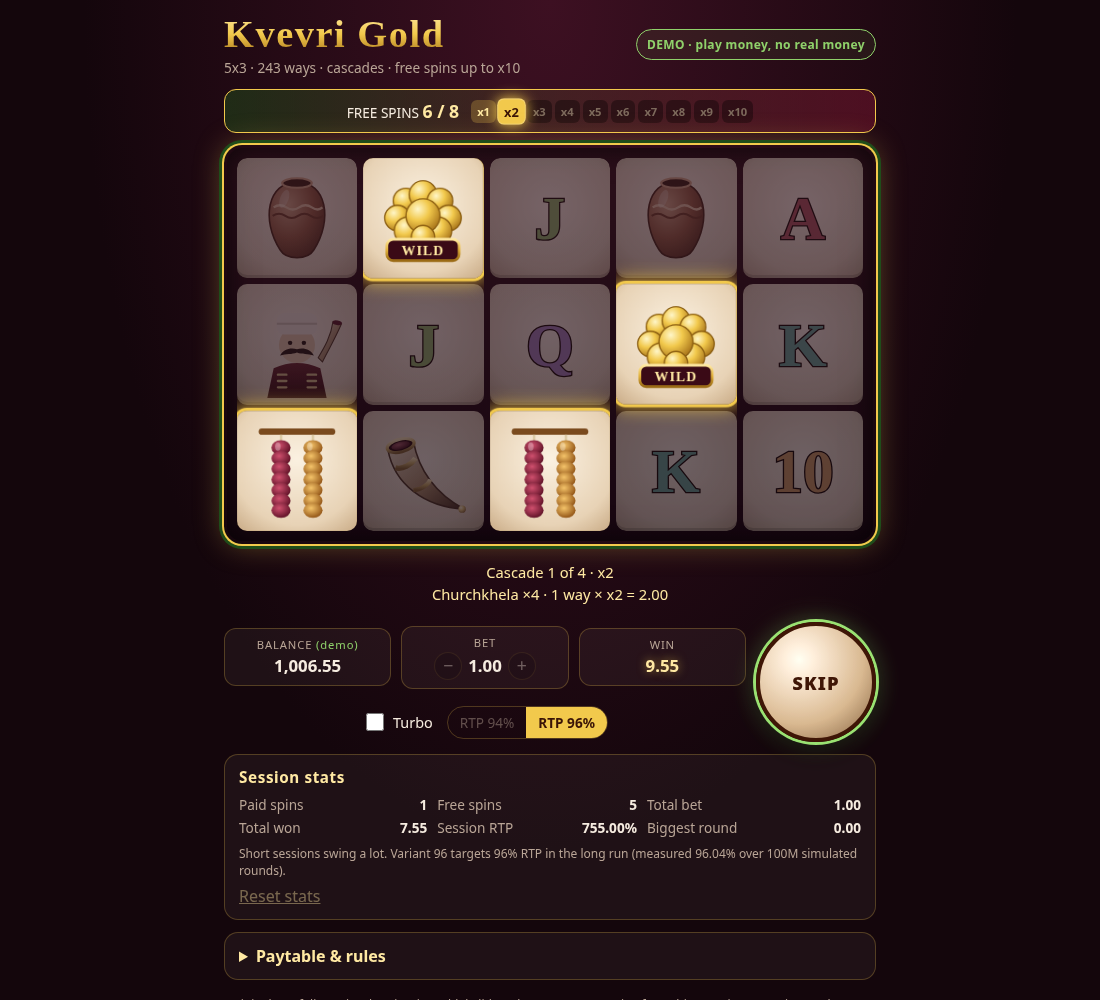 Kvevri Gold
DEMO · play money, no real money
5x3 · 243 ways · cascades · free spins up to x10
FREE SPINS 6 / 8 x1 x2 x3 x4 x5 x6 x7 x8 x9 x10
WILD J A
J Q WILD K
K 10
Cascade 1 of 4 · x2
Churchkhela ×4 · 1 way × x2 = 2.00
BALANCE (demo) BET WIN
1,006.55 − 1.00 + 9.55
SKIP
Turbo RTP 94% RTP 96%
Session stats
Paid spins 1 Free spins 5 Total bet 1.00
Total won 7.55 Session RTP 755.00% Biggest round 0.00
Short sessions swing a lot. Variant 96 targets 96% RTP in the long run (measured 96.04% over 100M simulated
rounds).
Reset stats
Paytable & rules